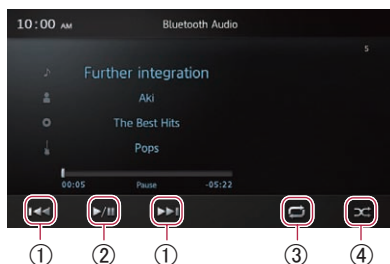 10:00 AM Bluetooth Audio
5
Further integration
Aki
The Best Hits
Pops
00:05 Pause -05:22
① ② ① ③ ④